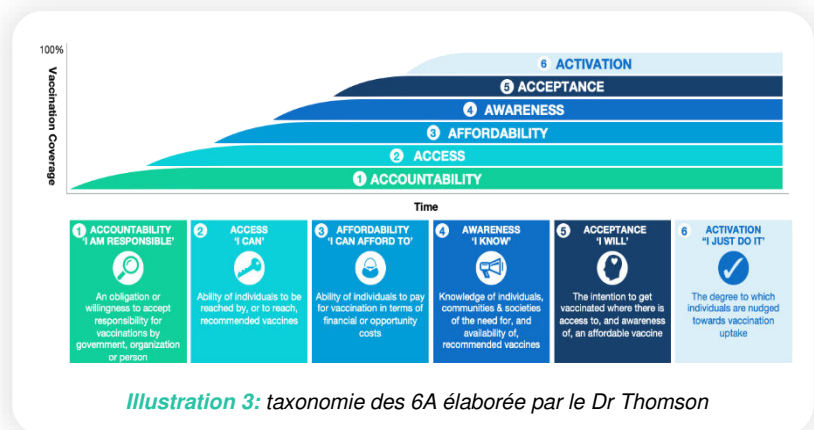 100%
Vaccination Coverage
6 ACTIVATION
5 ACCEPTANCE
4 AWARENESS
3 AFFORDABILITY
2 ACCESS
1 ACCOUNTABILITY
Time
1 ACCOUNTABILITY
'I AM RESPONSIBLE'
An obligation or
willingness to accept
responsibility for
vaccinations by
government, organization
or person
2 ACCESS
'I CAN'
Ability of individuals to be
reached by, or to reach,
recommended vaccines
3 AFFORDABILITY
'I CAN AFFORD TO'
Ability of individuals to pay
for vaccination in terms of
financial or opportunity
costs
4 AWARENESS
'I KNOW'
Knowledge of individuals,
communities & societies
of the need for, and
availability of,
recommended vaccines
5 ACCEPTANCE
'I WILL'
The intention to get
vaccinated where there is
access to, and awareness
of, an affordable vaccine
6 ACTIVATION
"I JUST DO IT'
The degree to which
individuals are nudged
towards vaccination
uptake
Illustration 3: taxonomie des 6A élaborée par le Dr Thomson